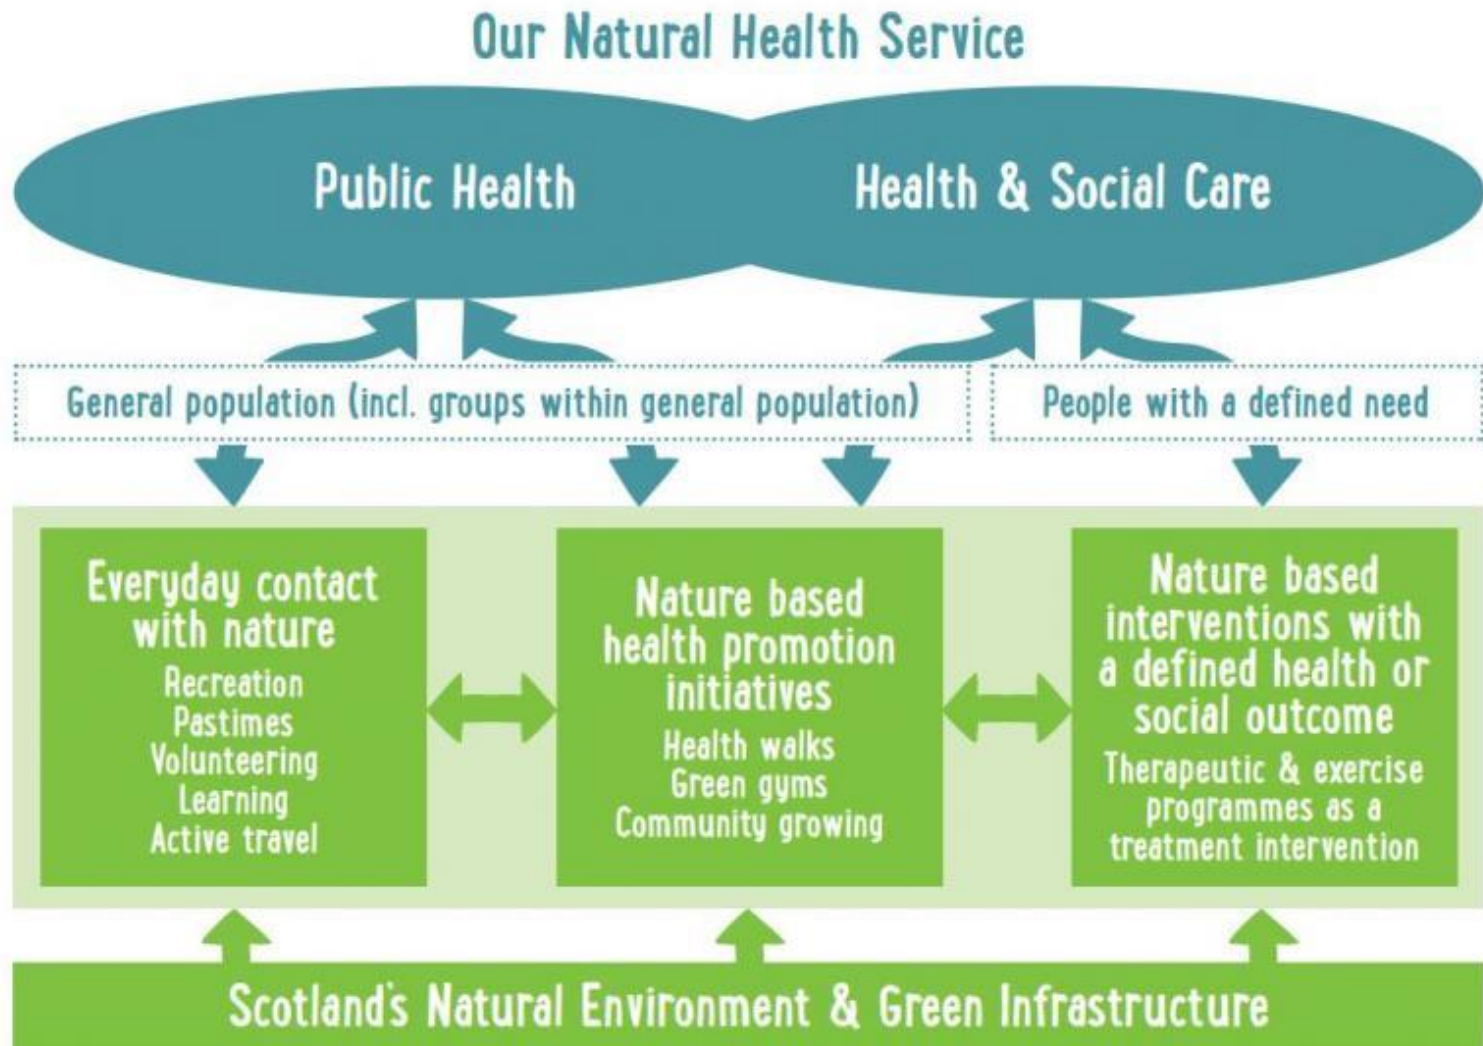 Our Natural Health Service
Public Health
Health & Social Care
General population (incl. groups within general population)
People with a defined need
Everyday contact
with nature
Recreation
Pastimes
Volunteering
Learning
Active travel
Nature based
health promotion
initiatives
Health walks
Green gyms
Community growing
Nature based
interventions with
a defined health or
social outcome
Therapeutic & exercise
programmes as a
treatment intervention
Scotland's Natural Environment & Green Infrastructure